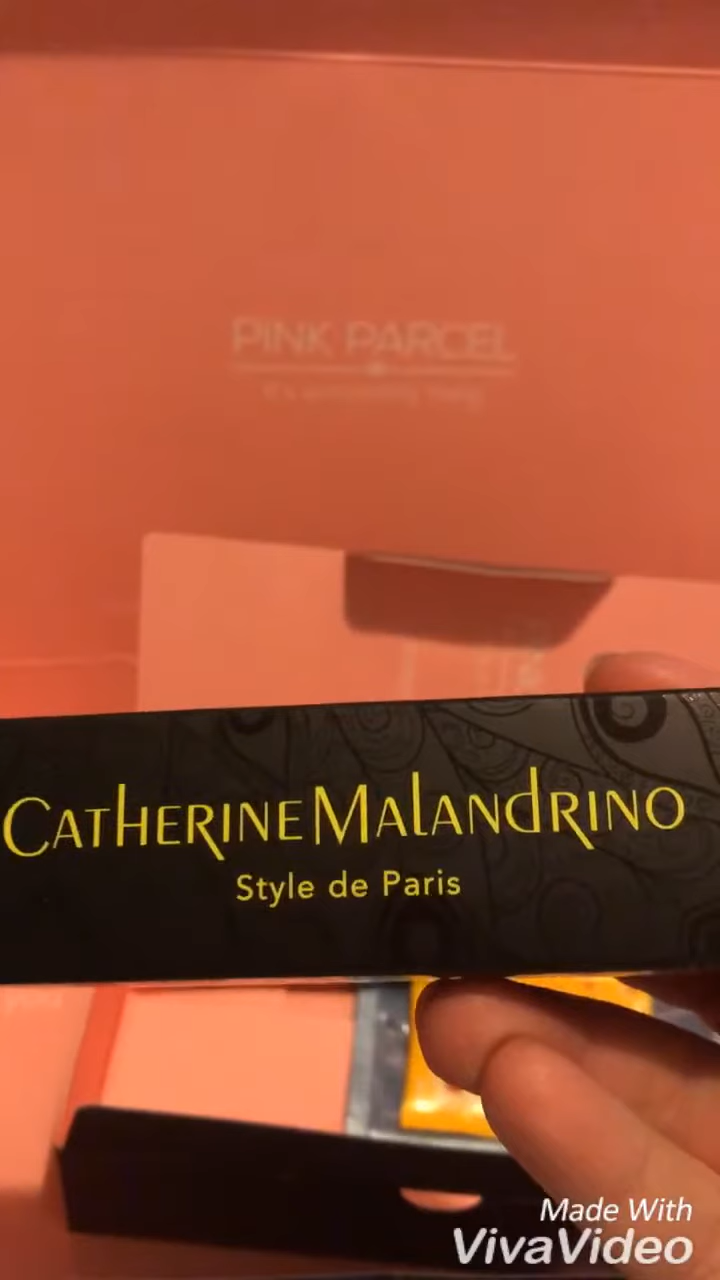 PINK PARCEL
CATHERINE MALANDRINO
Style de Paris
Made With
VivaVideo